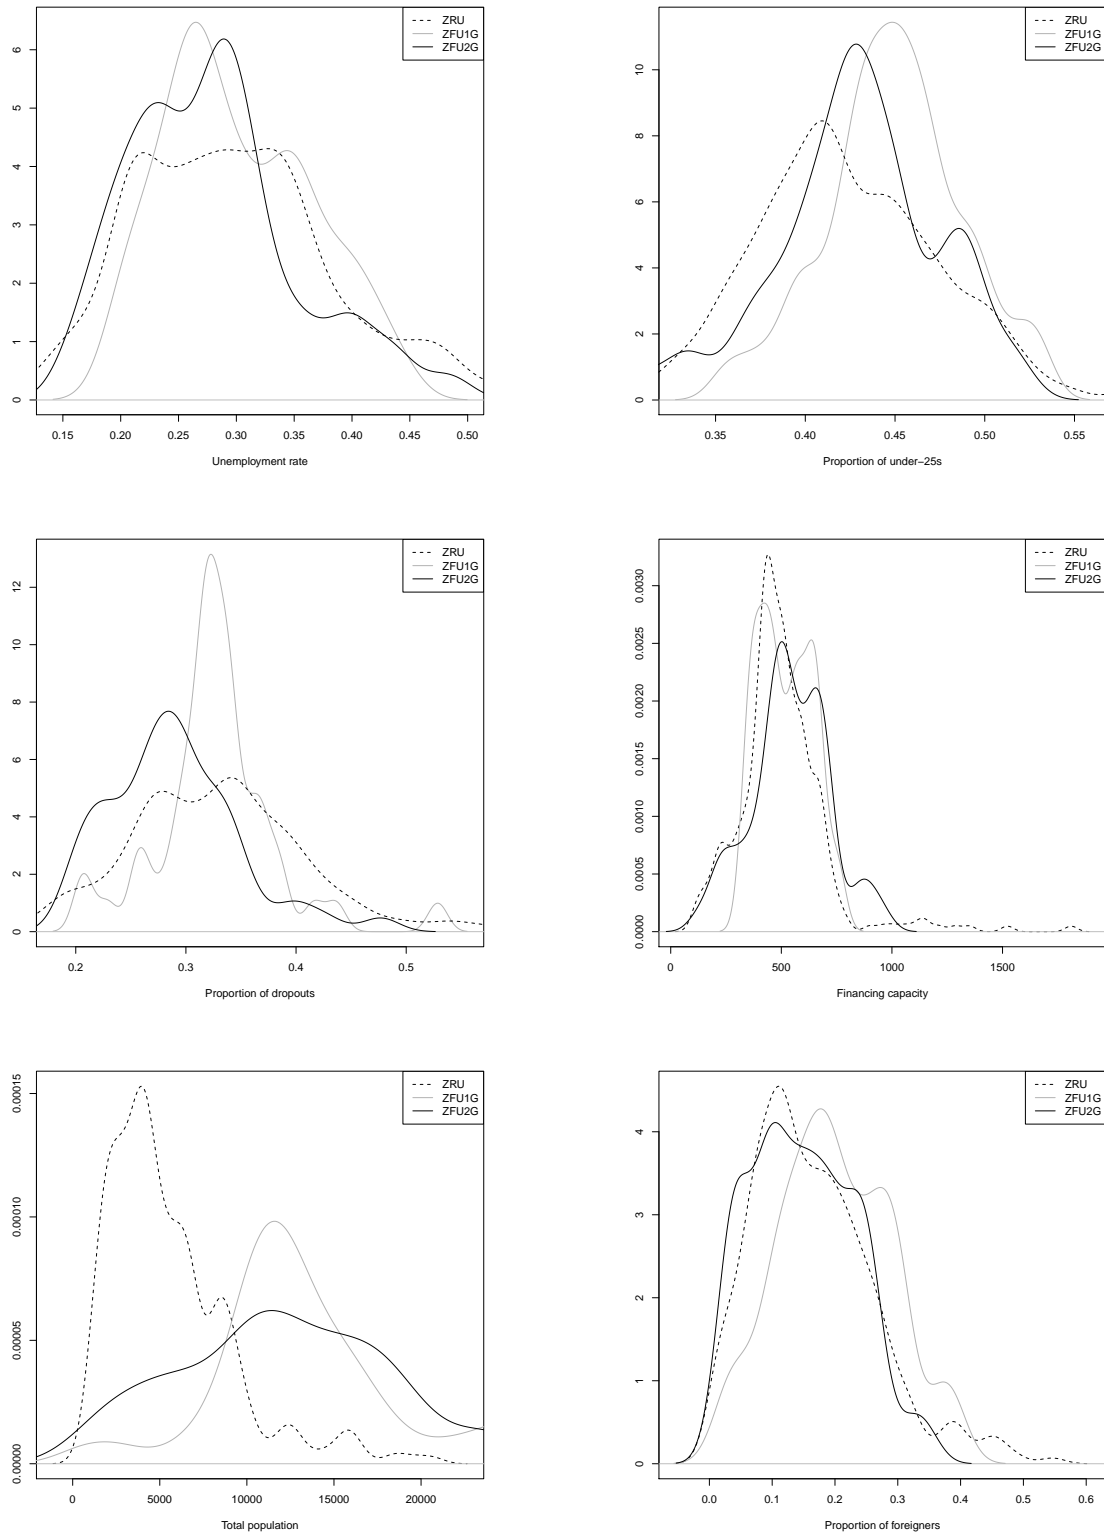 ZRU
ZFU1G
ZFU2G
0 1 2 3 4 5 6
0.15 0.20 0.25 0.30 0.35 0.40 0.45 0.50
Unemployment rate
ZRU
ZFU1G
ZFU2G
0 2 4 6 8 10
0.35 0.40 0.45 0.50 0.55
Proportion of under−25s
ZRU
ZFU1G
ZFU2G
0 2 4 6 8 10 12
0.2 0.3 0.4 0.5
Proportion of dropouts
ZRU
ZFU1G
ZFU2G
0.0000 0.0005 0.0010 0.0015 0.0020 0.0025 0.0030
0 500 1000 1500
Financing capacity
ZRU
ZFU1G
ZFU2G
0.00000 0.00005 0.00010 0.00015
0 5000 10000 15000 20000
Total population
ZRU
ZFU1G
ZFU2G
0 1 2 3 4
0.0 0.1 0.2 0.3 0.4 0.5 0.6
Proportion of foreigners